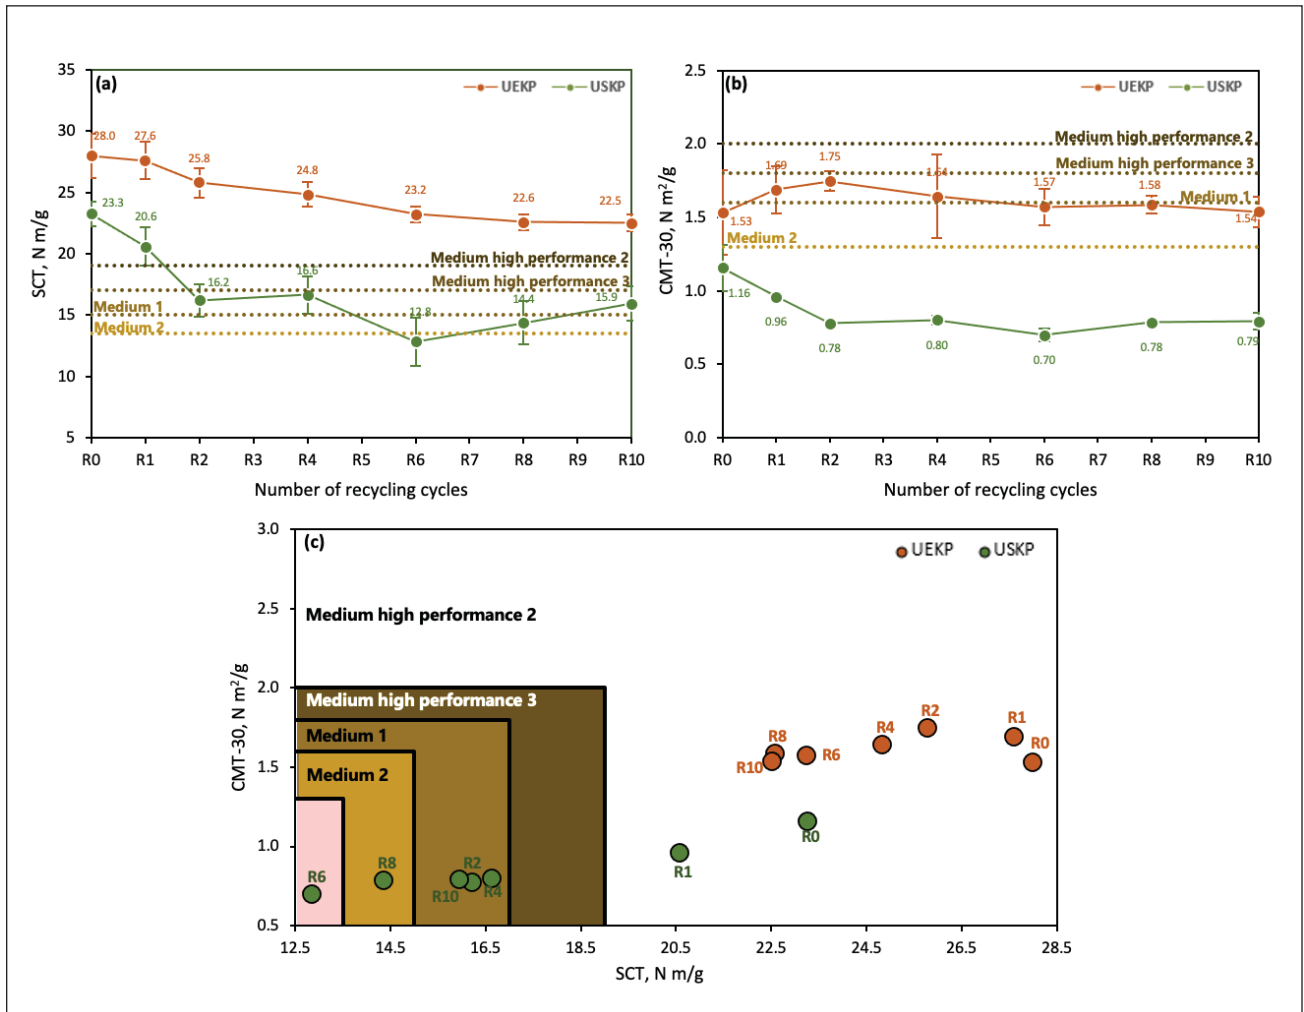 (a)
UEKP
USKP
35
30
25
20
15
10
5
SCT, N m/g
28.0
27.6
25.8
24.8
23.2
22.6
22.5
23.3
20.6
16.2
16.6
12.8
14.4
15.9
Medium high performance 2
Medium high performance 3
Medium 1
Medium 2
R0 R1 R2 R3 R4 R5 R6 R7 R8 R9 R10
Number of recycling cycles
(b)
UEKP
USKP
2.5
2.0
1.5
1.0
0.5
0.0
CMT-30, N m²/g
Medium high performance 2
Medium high performance 3
Medium 1
Medium 2
1.53
1.69
1.75
1.64
1.57
1.58
1.54
1.16
0.96
0.78
0.80
0.70
0.78
0.79
R0 R1 R2 R3 R4 R5 R6 R7 R8 R9 R10
Number of recycling cycles
(c)
UEKP
USKP
3.0
2.5
2.0
1.5
1.0
0.5
CMT-30, N m²/g
Medium high performance 2
Medium high performance 3
Medium 1
Medium 2
R8
R10
R6
R4
R2
R1
R0
R0
R1
R6
R8
R2
R10
R4
12.5 14.5 16.5 18.5 20.5 22.5 24.5 26.5 28.5
SCT, N m/g